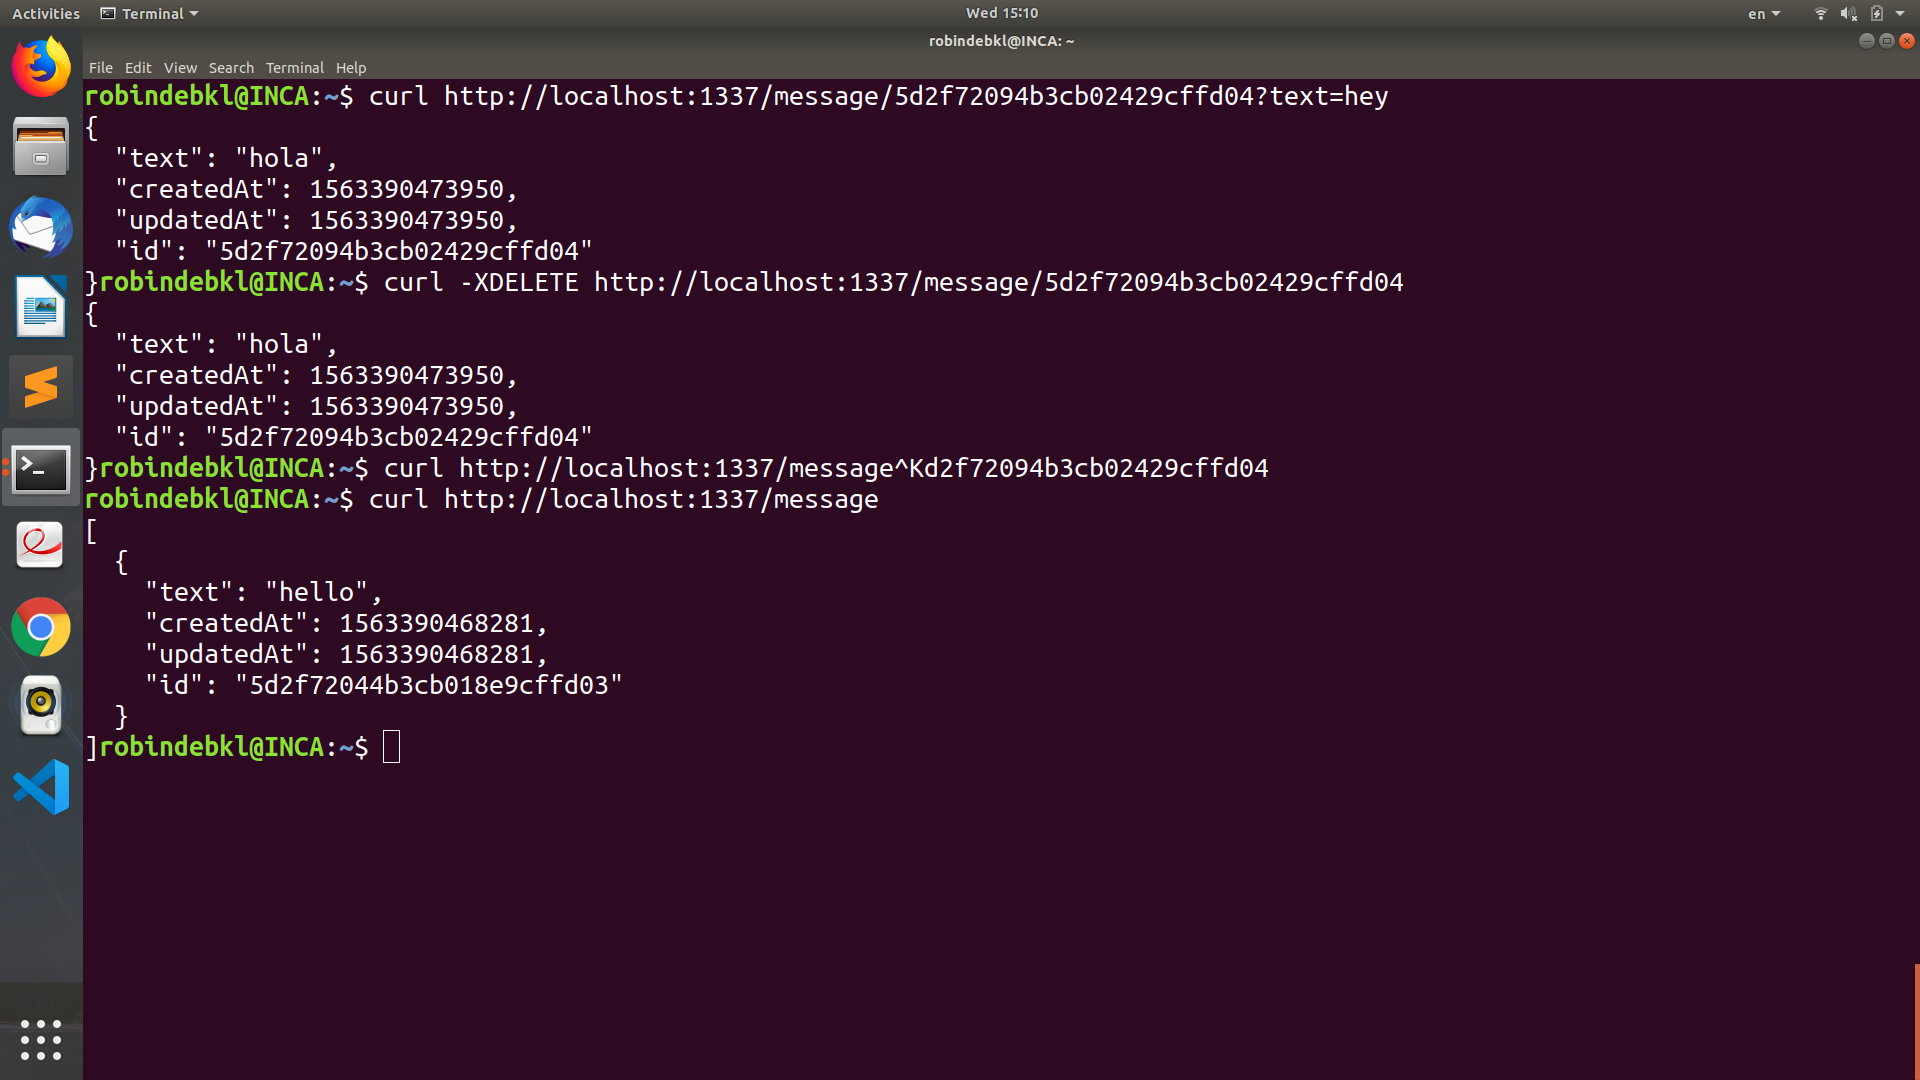 Activities Terminal Wed 15:10 en
robindebkl@INCA: ~
File Edit View Search Terminal Help
robindebkl@INCA:~$ curl http://localhost:1337/message/5d2f72094b3cb02429cffd04?text=hey
{
  "text": "hola",
  "createdAt": 1563390473950,
  "updatedAt": 1563390473950,
  "id": "5d2f72094b3cb02429cffd04"
}robindebkl@INCA:~$ curl -XDELETE http://localhost:1337/message/5d2f72094b3cb02429cffd04
{
  "text": "hola",
  "createdAt": 1563390473950,
  "updatedAt": 1563390473950,
  "id": "5d2f72094b3cb02429cffd04"
}robindebkl@INCA:~$ curl http://localhost:1337/message^Kd2f72094b3cb02429cffd04
robindebkl@INCA:~$ curl http://localhost:1337/message
[
  {
    "text": "hello",
    "createdAt": 1563390468281,
    "updatedAt": 1563390468281,
    "id": "5d2f72044b3cb018e9cffd03"
  }
]robindebkl@INCA:~$